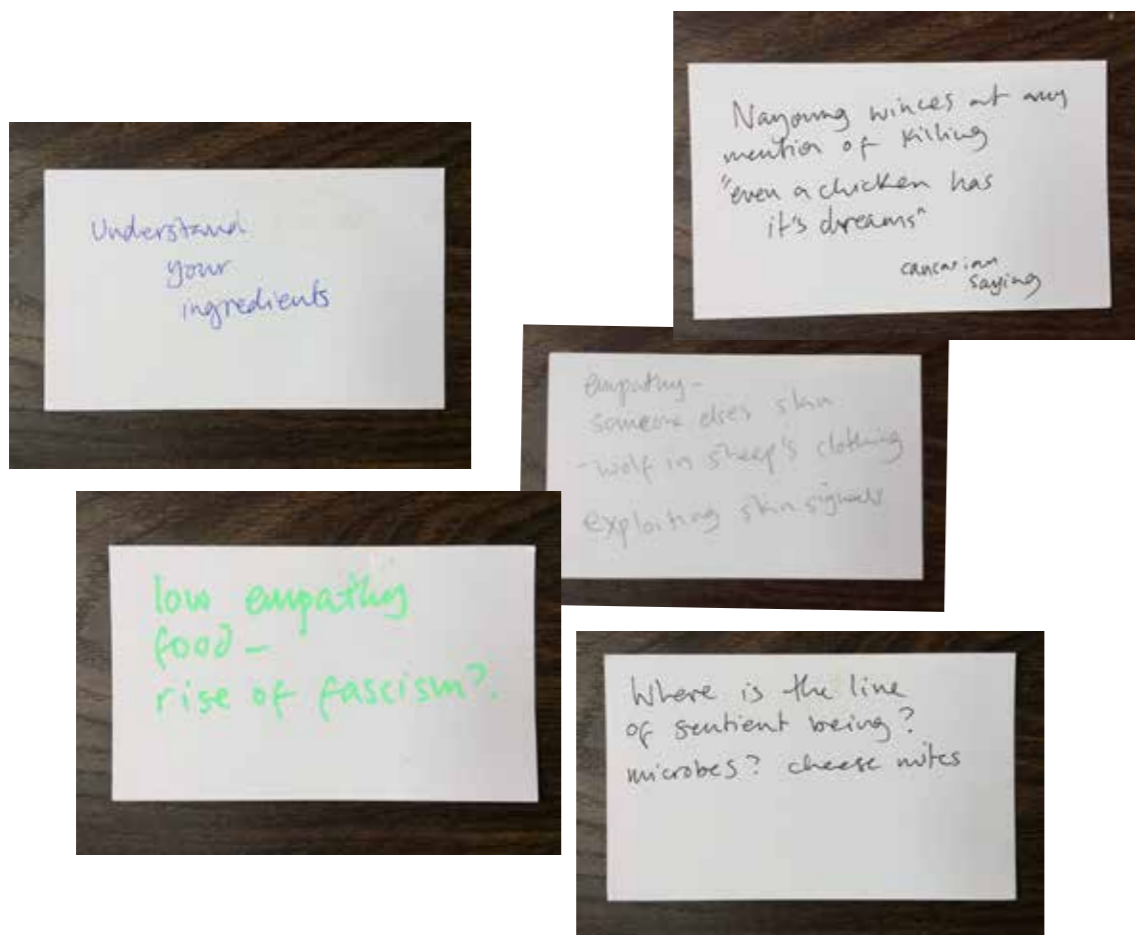 Understand
your
ingredients
Nayoung winces at any
mention of killing
"even a chicken has
it's dreams"
caucarian
saying
empathy -
someone elses skin
- wolf in sheep's clothing
exploiting skin signals
low empathy
food -
rise of fascism?
Where is the line
of sentient being?
microbes? cheese mites